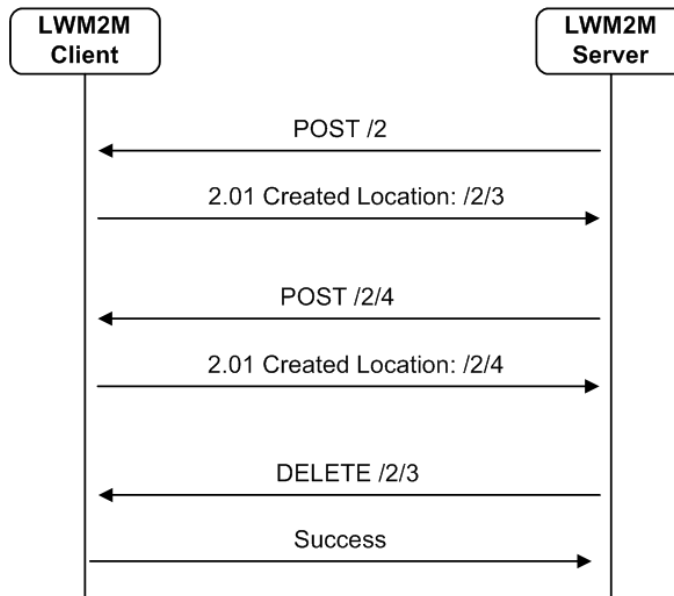 LWM2M
Client
LWM2M
Server
POST /2
2.01 Created Location: /2/3
POST /2/4
2.01 Created Location: /2/4
DELETE /2/3
Success